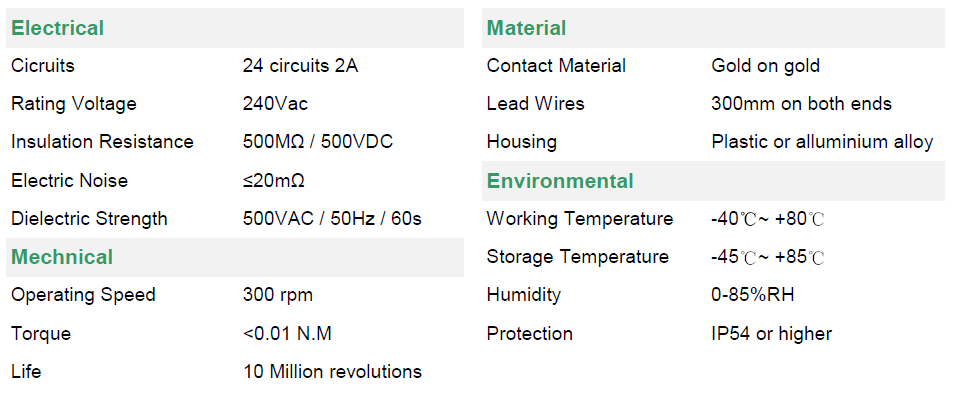 Electrical
Cicruits 24 circuits 2A
Rating Voltage 240Vac
Insulation Resistance 500MΩ / 500VDC
Electric Noise ≤20mΩ
Dielectric Strength 500VAC / 50Hz / 60s
Mechnical
Operating Speed 300 rpm
Torque <0.01 N.M
Life 10 Million revolutions
Material
Contact Material Gold on gold
Lead Wires 300mm on both ends
Housing Plastic or alluminium alloy
Environmental
Working Temperature -40℃~ +80℃
Storage Temperature -45℃~ +85℃
Humidity 0-85%RH
Protection IP54 or higher